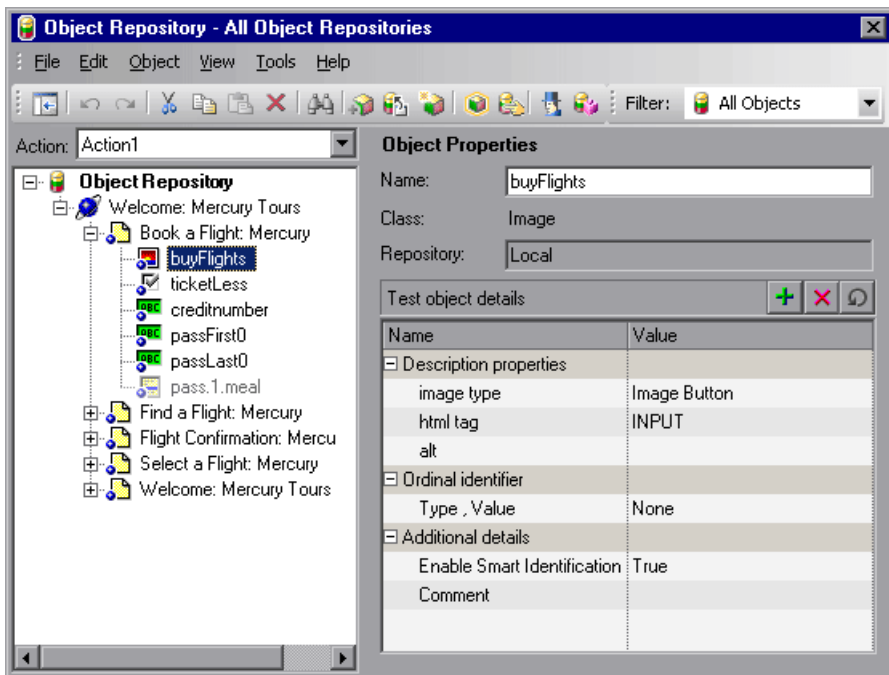 Object Repository - All Object Repositories
File Edit Object View Tools Help
Filter: All Objects
Action: Action1
Object Repository
Welcome: Mercury Tours
Book a Flight: Mercury
buyFlights
ticketLess
ABC creditnumber
ABC passFirst0
ABC passLast0
pass.1.meal
Find a Flight: Mercury
Flight Confirmation: Mercu
Select a Flight: Mercury
Welcome: Mercury Tours
Object Properties
Name: buyFlights
Class: Image
Repository: Local
Test object details
Name Value
Description properties
image type Image Button
html tag INPUT
alt
Ordinal identifier
Type , Value None
Additional details
Enable Smart Identification True
Comment